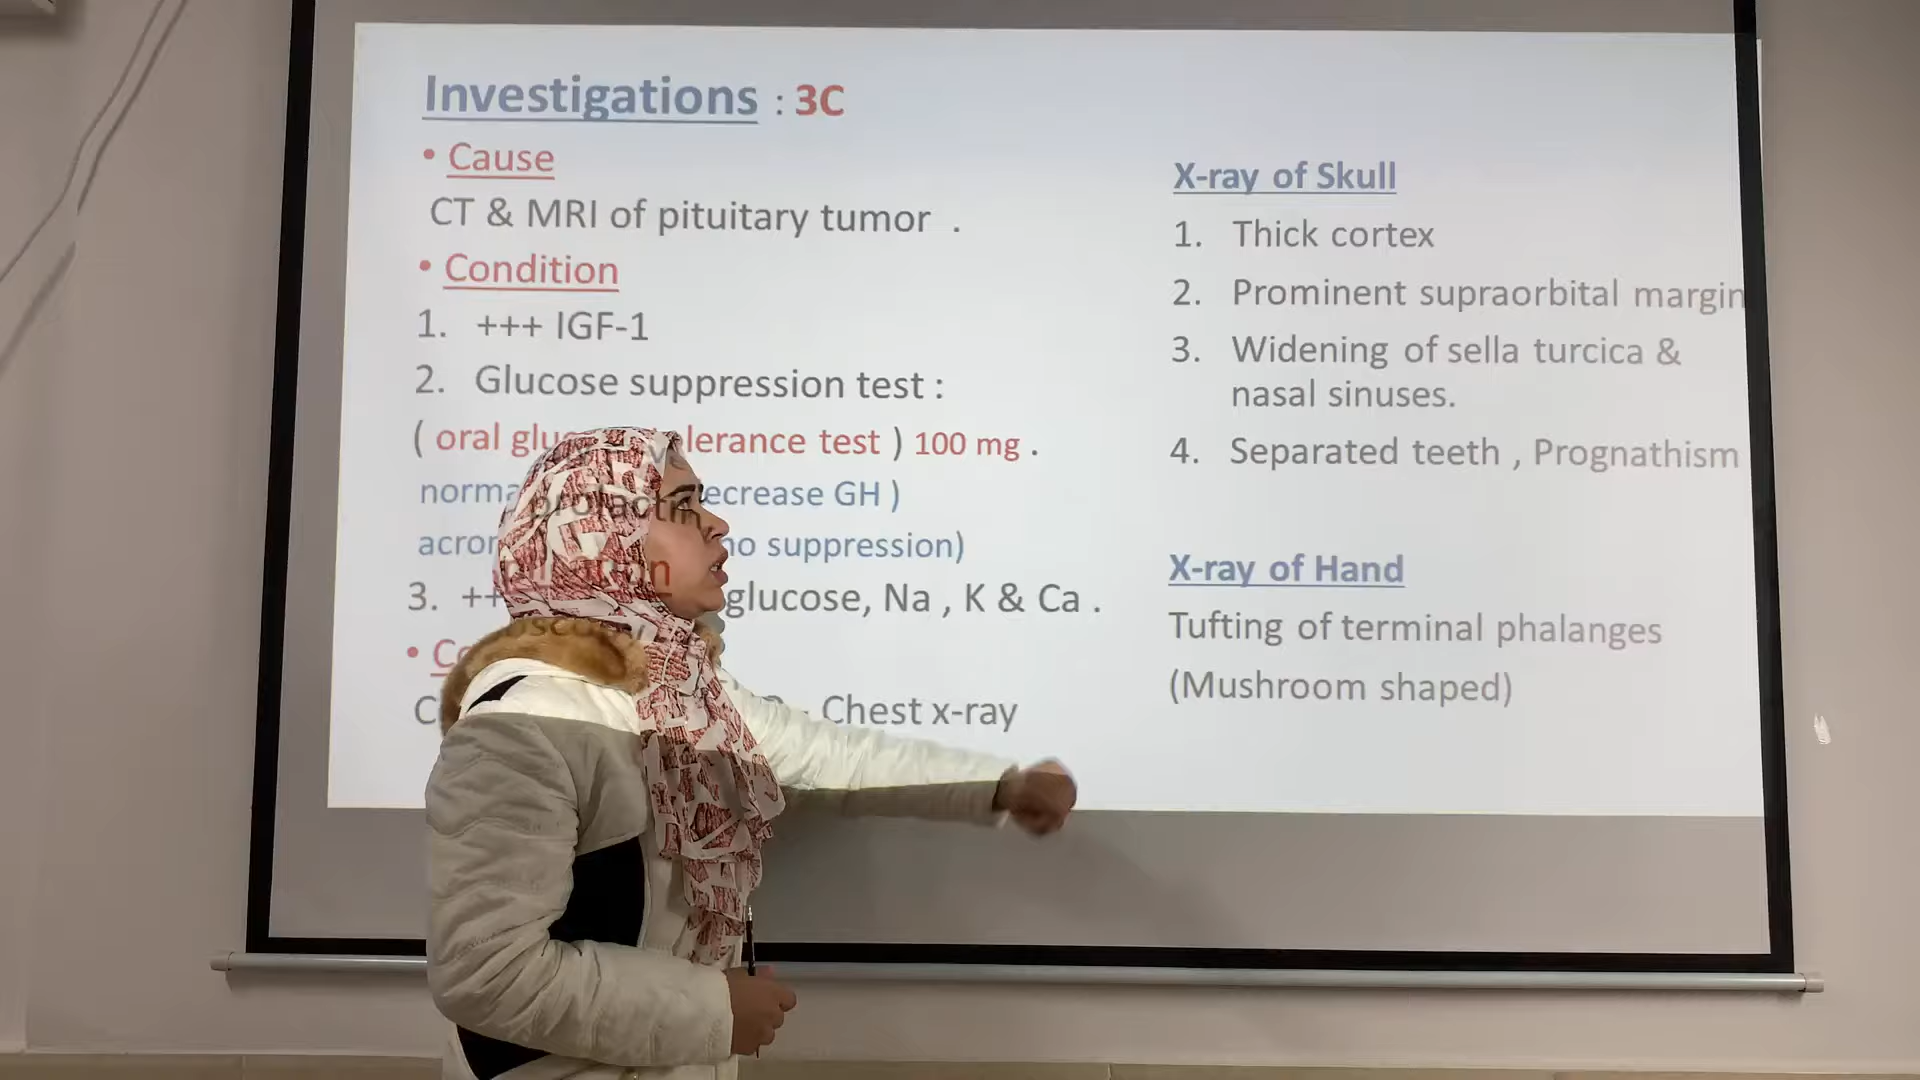 Investigations : 3C
• Cause
CT & MRI of pituitary tumor .
• Condition
1. +++ IGF-1
2. Glucose suppression test :
( oral glu lerance test ) 100 mg .
norma ecrease GH )
prolactin
acror no suppression)
3. ++ glucose, Na , K & Ca .
• Co
C - Chest x-ray
X-ray of Skull
1. Thick cortex
2. Prominent supraorbital margin
3. Widening of sella turcica &
nasal sinuses.
4. Separated teeth , Prognathism
X-ray of Hand
Tufting of terminal phalanges
(Mushroom shaped)